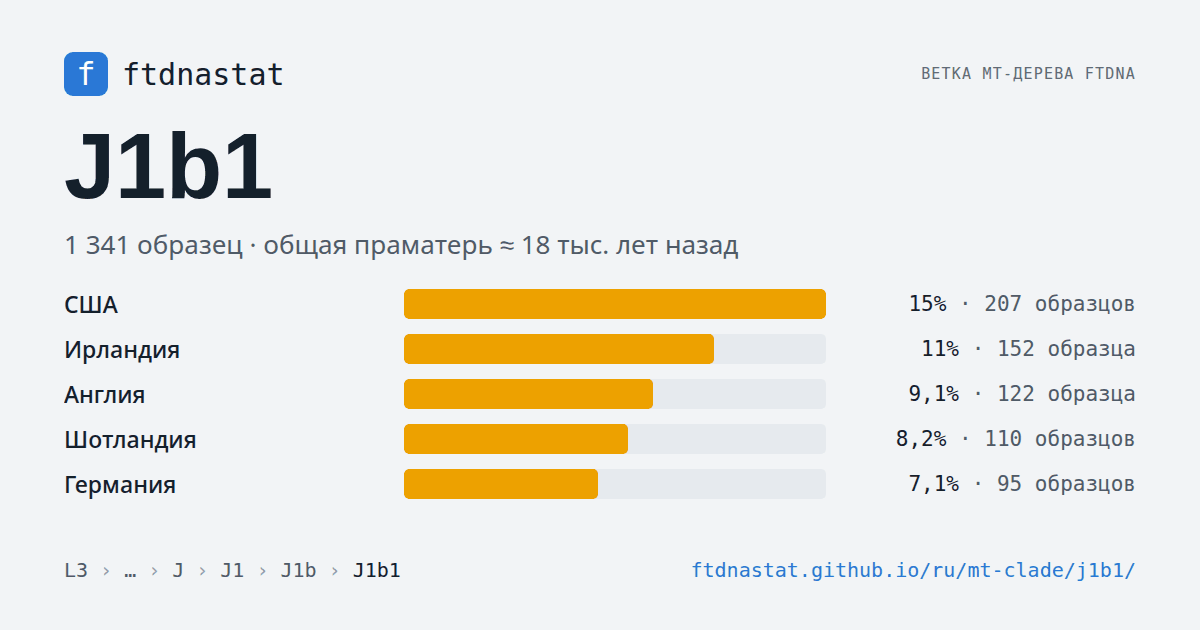 f ftdnastat
ВЕТКА МТ-ДЕРЕВА FTDNA
J1b1
1 341 образец · общая праматерь ≈ 18 тыс. лет назад
США 15% · 207 образцов
Ирландия 11% · 152 образца
Англия 9,1% · 122 образца
Шотландия 8,2% · 110 образцов
Германия 7,1% · 95 образцов
L3 › … › J › J1 › J1b › J1b1
ftdnastat.github.io/ru/mt-clade/j1b1/